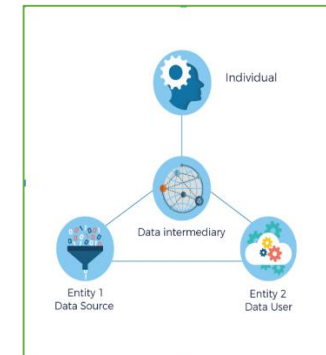 Individual
Data intermediary
Entity 1
Data Source
Entity 2
Data User